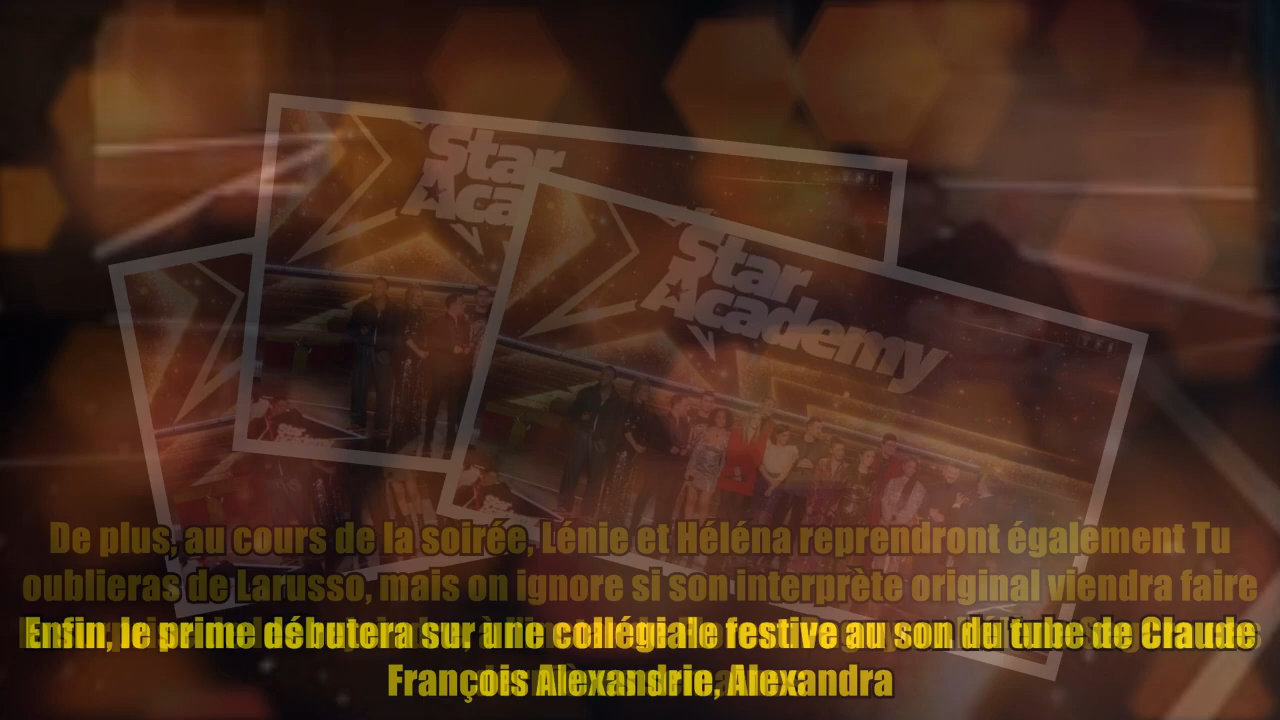 Star
Aca
Star
Academy
TF1
De plus, au cours de la soirée, Lénie et Héléna reprendront également Tu
oublieras de Larusso, mais on ignore si son interprète original viendra faire
Enfin, le prime débutera sur une collégiale festive au son du tube de Claude
François Alexandrie, Alexandra